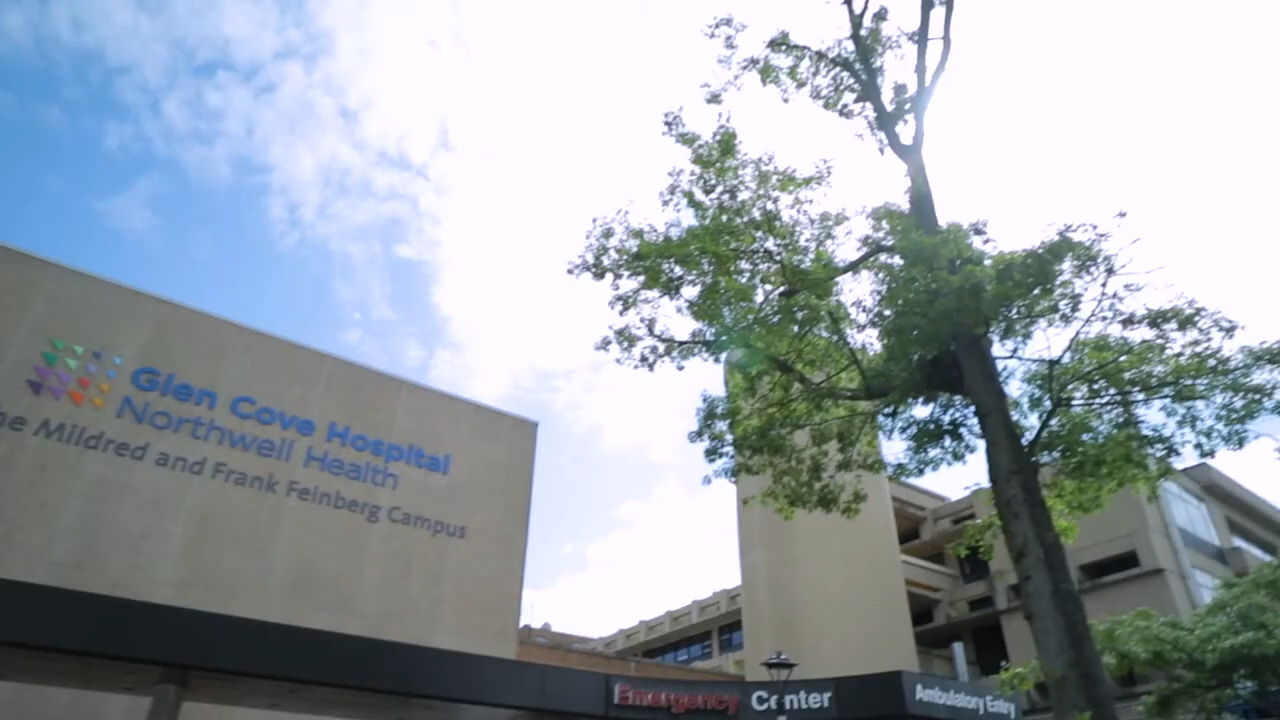 Glen Cove Hospital
Northwell Health
he Mildred and Frank Feinberg Campus
Emergency Center
Ambulatory Entry